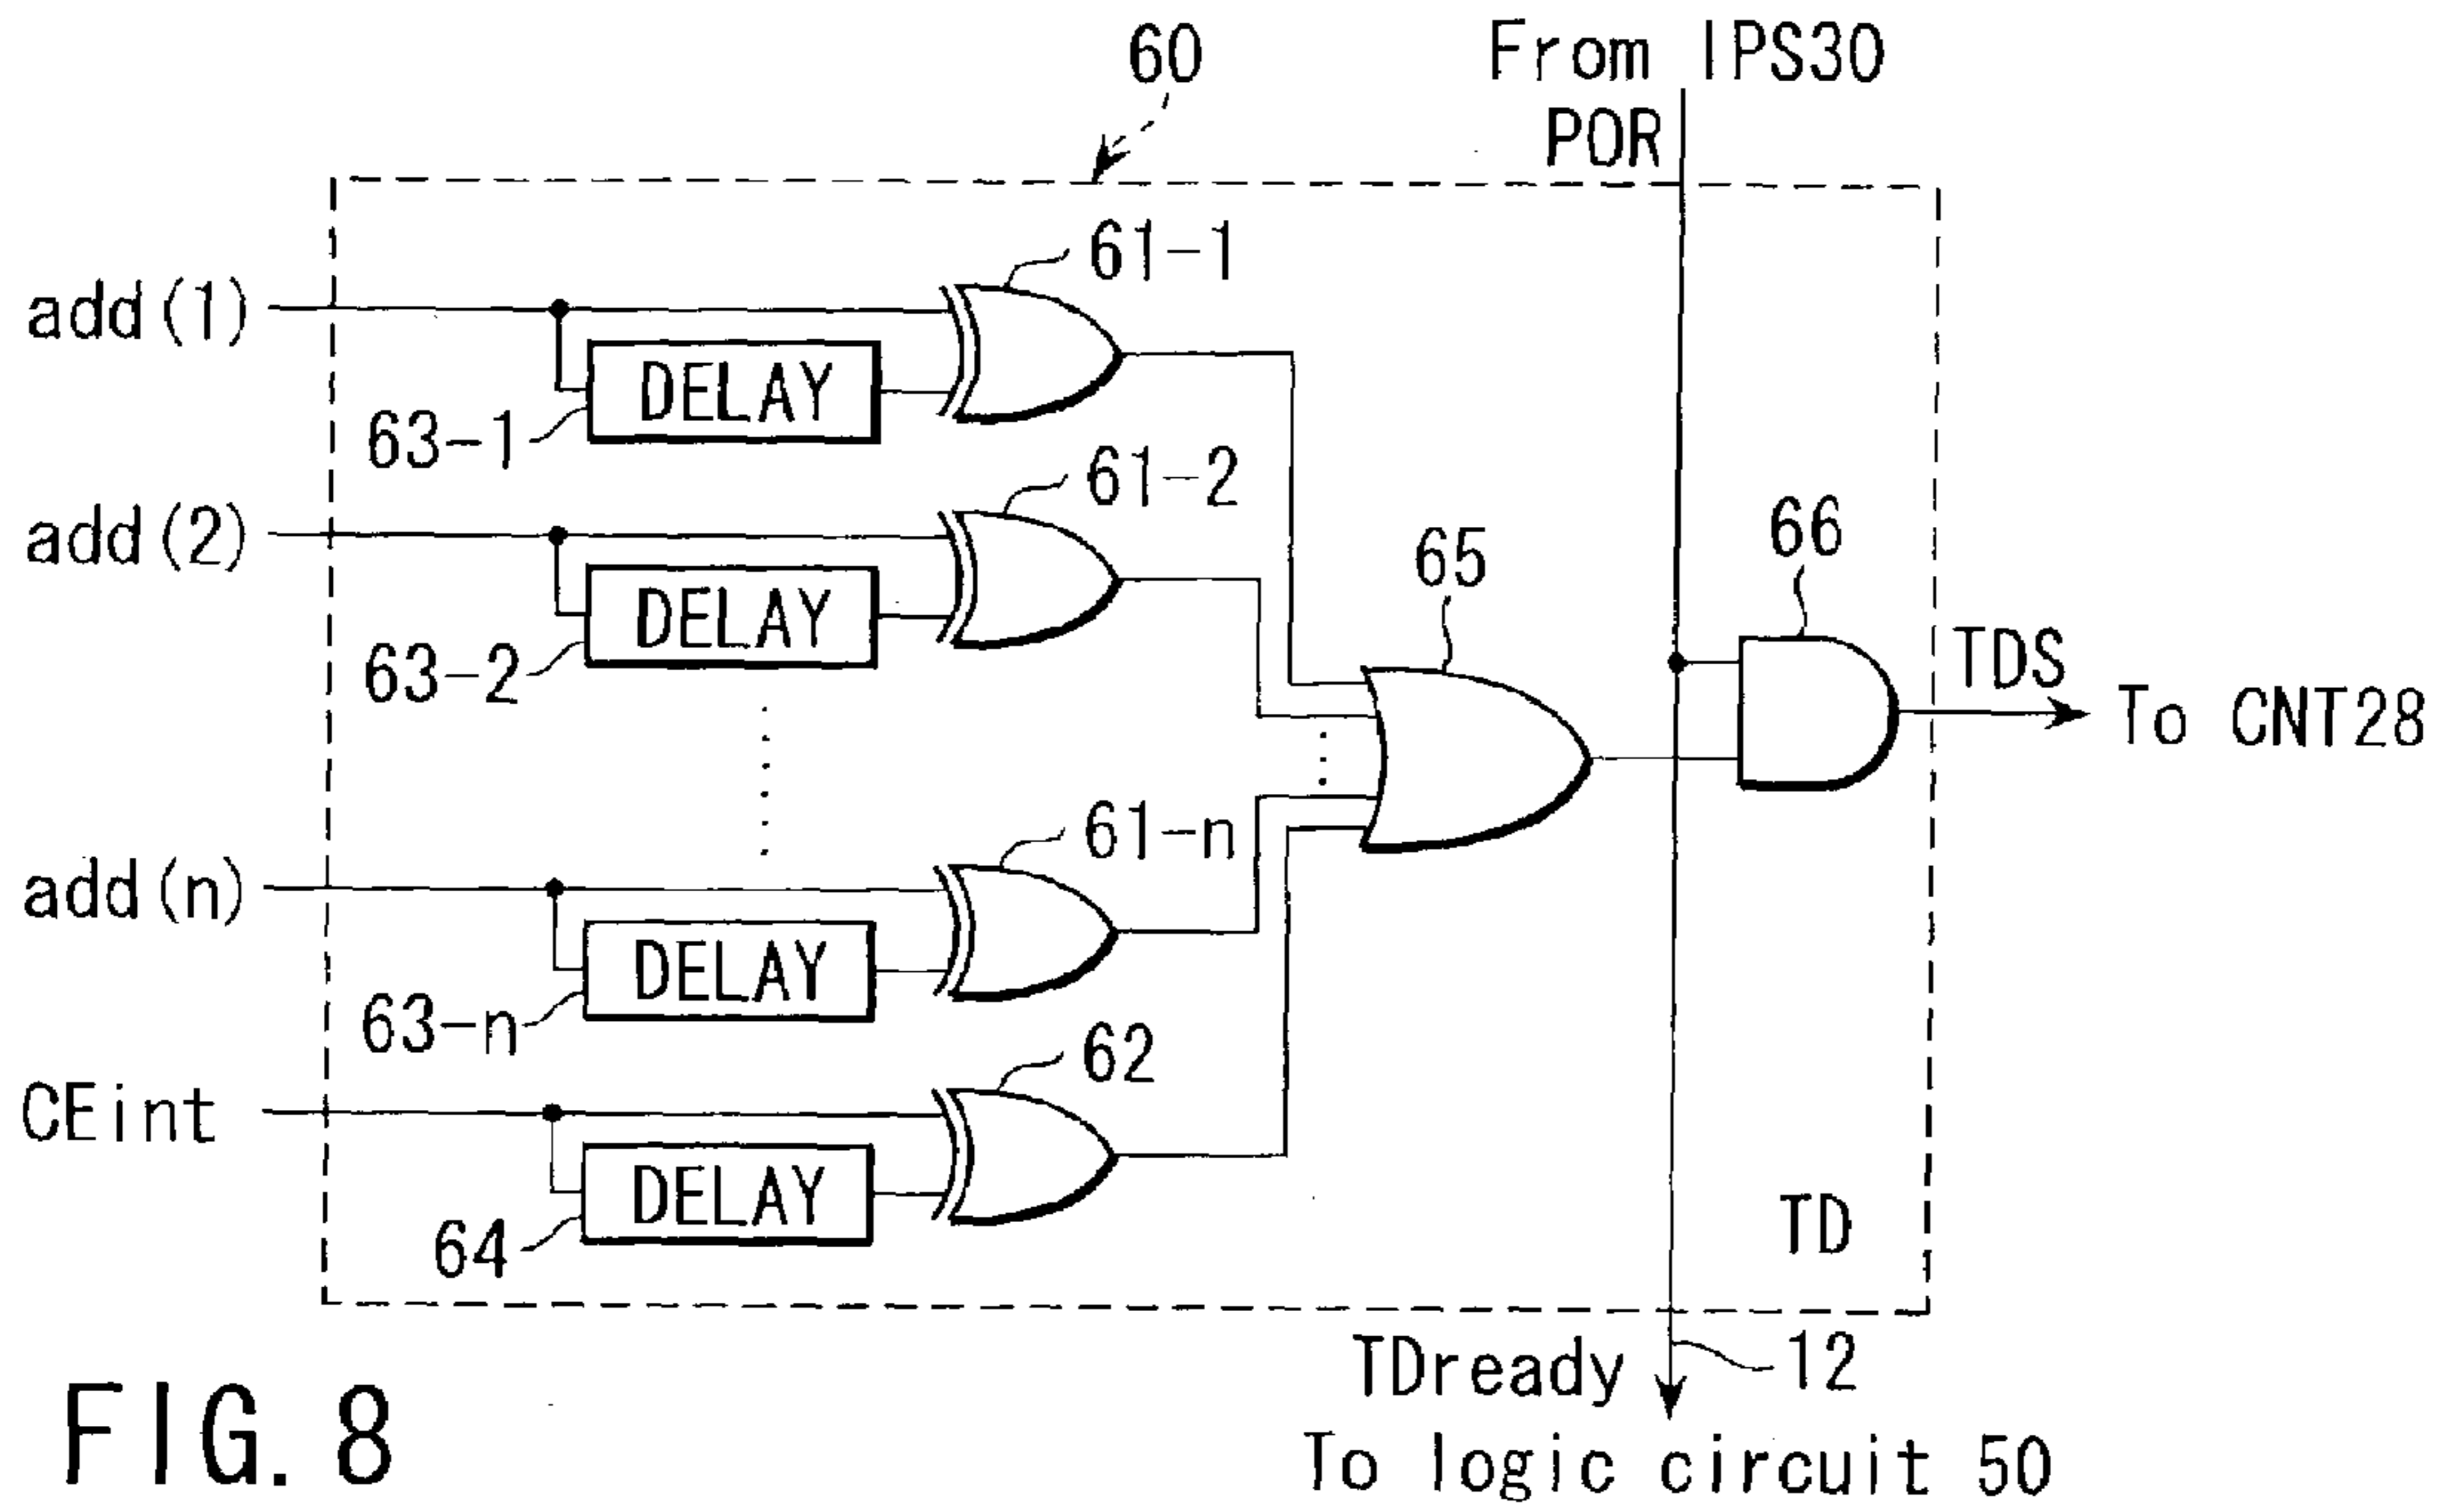 60
From IPS30
POR
61-1
add(1)
DELAY
63-1
61-2
add(2)
DELAY
63-2
65
66
TDS
To CNT28
61-n
add(n)
DELAY
63-n
62
CEint
DELAY
64
TD
TDready
12
To logic circuit 50
FIG. 8